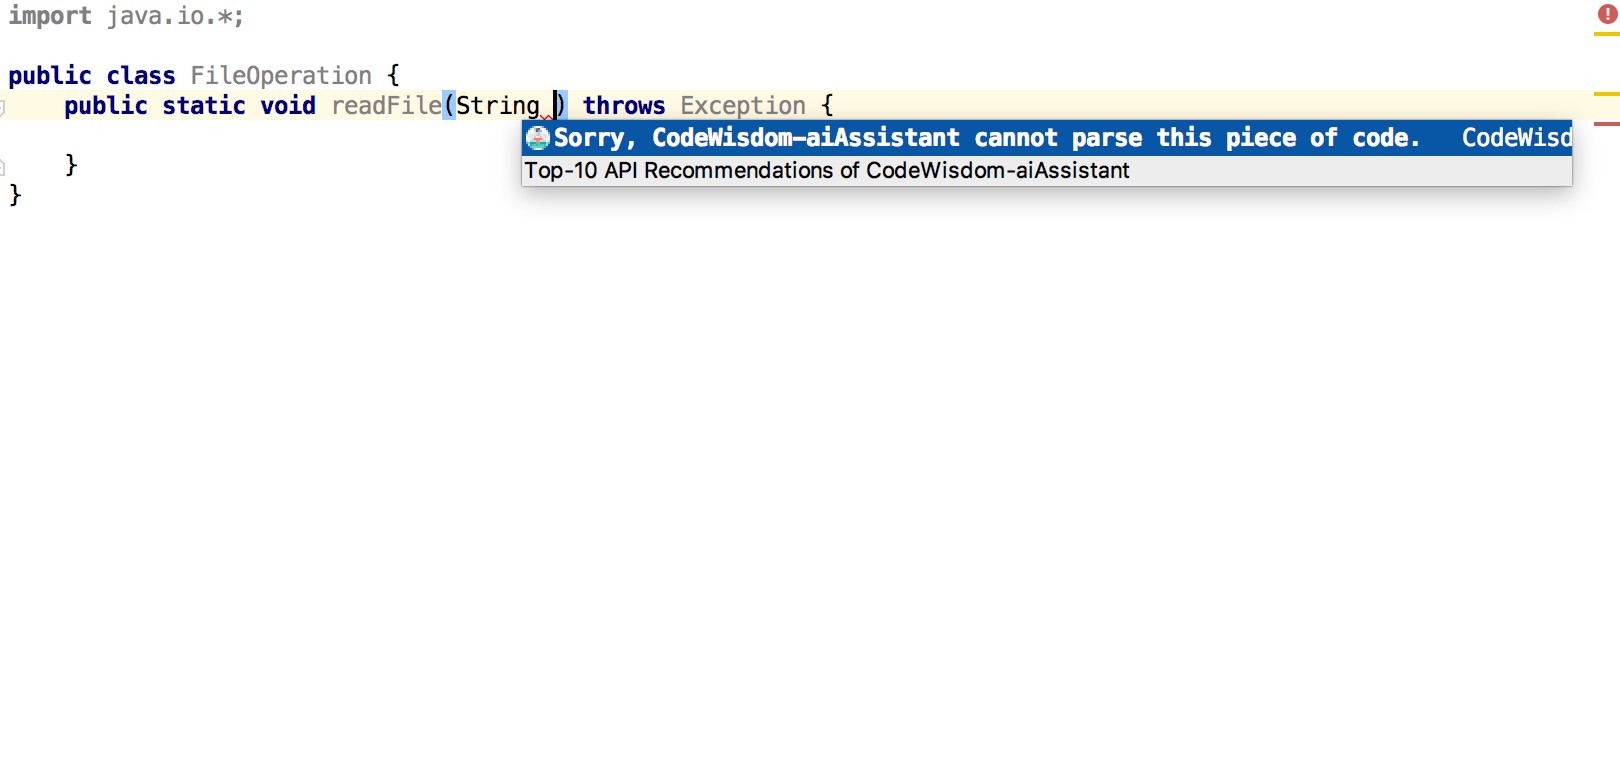 import java.io.*;
public class FileOperation {
public static void readFile(String ) throws Exception {
Sorry, CodeWisdom-aiAssistant cannot parse this piece of code. CodeWisd
Top-10 API Recommendations of CodeWisdom-aiAssistant
}
}